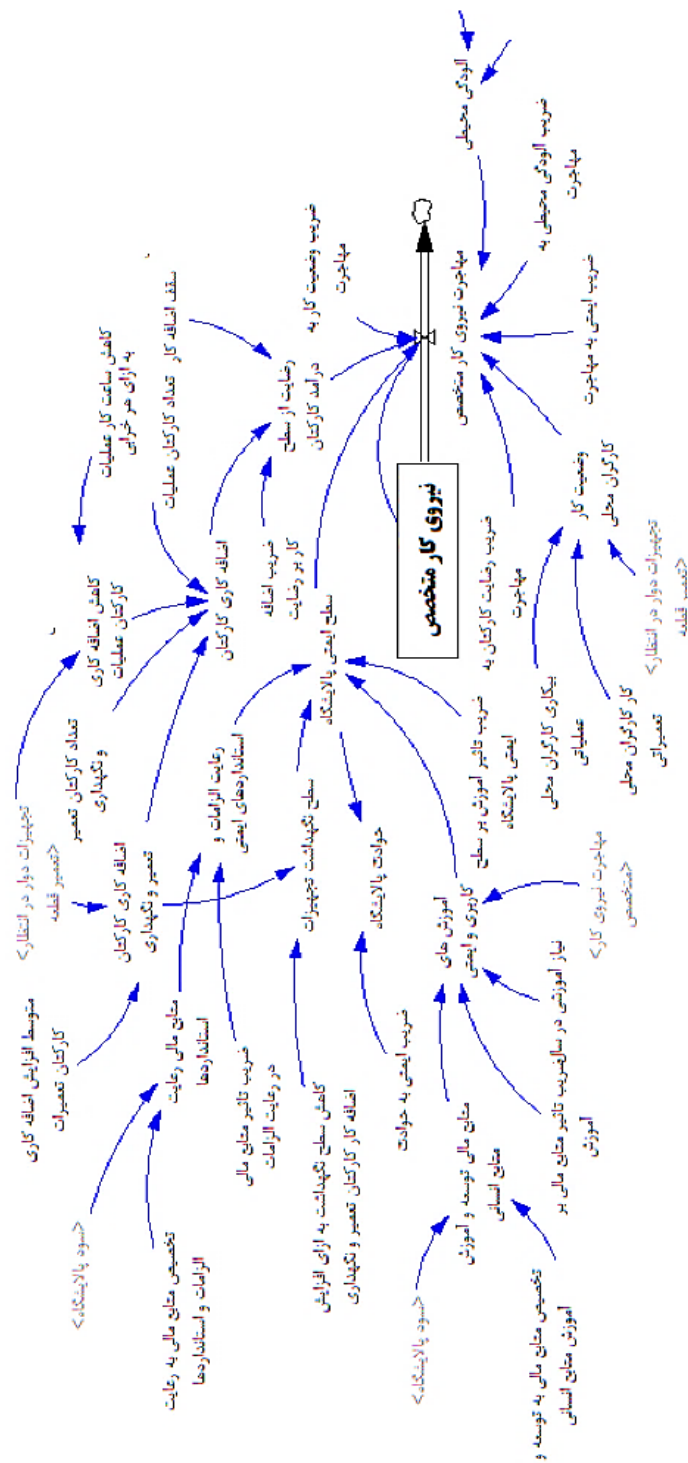 آلودگی محیطی
ضریب آلودگی محیطی به
مهاجرت
مهاجرت نیروی کار متخصص
ضریب ایمنی به مهاجرت
ضریب وضعیت کار به
مهاجرت
سقف اضافه کار
رضایت از سطح
درآمد کارکنان
تعداد کارکنان عملیات
کاهش ساعت کار عملیات
به ازای هر خرابی
نیروی کار متخصص
وضعیت کار
کارگران محلی
ضریب رضایت کارکنان به
مهاجرت
<تجهیزات دوار در انتظار
تعمیر قطعه>
ضریب اضافه
کار بر رضایت
اضافه کاری کارکنان
کاهش اضافه کاری
کارکنان عملیات
سطح ایمنی پالایشگاه
بیکاری کارگران محلی
عملیاتی
کار کارگران محلی
تعمیراتی
ضریب تاثیر آموزش بر سطح
ایمنی پالایشگاه
تعداد کارکنان تعمیر
و نگهداری
رعایت الزامات و
استانداردهای ایمنی
سطح نگهداشت تجهیزات
حوادث پالایشگاه
<تجهیزات دوار در انتظار
تعمیر قطعه>
اضافه کاری کارکنان
تعمیر و نگهداری
آموزش های
کاربری و ایمنی
<مهاجرت نیروی کار
متخصص>
متوسط افزایش اضافه کاری
کارکنان تعمیرات
منابع مالی رعایت
استانداردها
ضریب تاثیر منابع مالی
در رعایت الزامات
کاهش سطح نگهداشت به ازای افزایش
اضافه کار کارکنان تعمیر و نگهداری
ضریب ایمنی به حوادث
منابع مالی توسعه و آموزش
منابع انسانی
نیاز آموزشی در سال
ضریب تاثیر منابع مالی بر
آموزش
<سود پالایشگاه>
تخصیص منابع مالی به رعایت
الزامات و استانداردها
<سود پالایشگاه>
تخصیص منابع مالی به توسعه و
آموزش منابع انسانی